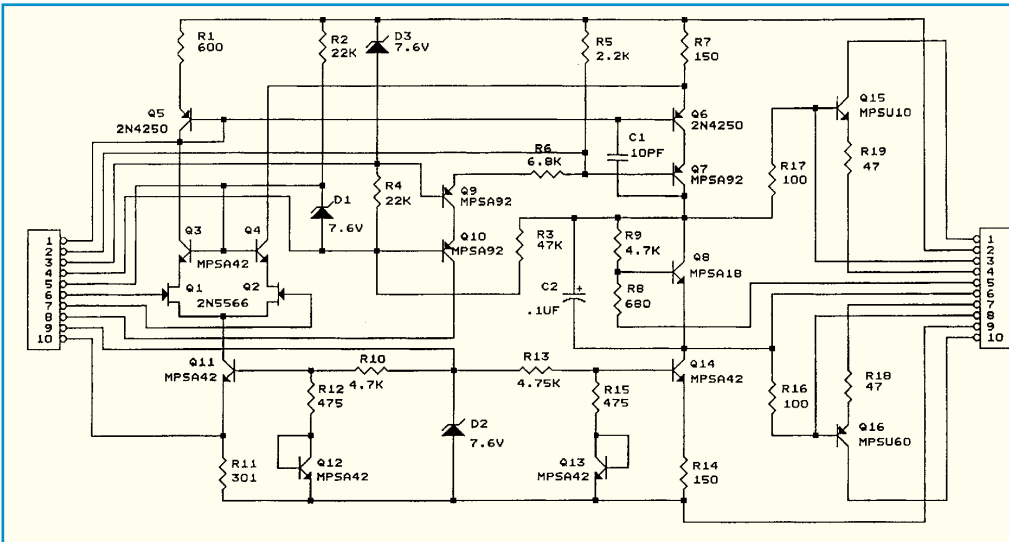 R1
600
R2
22K
D3
7.6V
R5
2.2K
R7
150
Q15
MPSU10
Q5
2N4250
Q6
2N4250
C1
10PF
R19
47
R6
6.8K
R17
100
Q7
MPSA92
R4
22K
Q9
MPSA92
D1
7.6V
Q3
Q4
MPSA42
Q10
MPSA92
R3
47K
R9
4.7K
Q8
MPSA18
Q1
Q2
2N5566
C2
+
.1UF
R8
680
1
2
3
4
5
6
7
8
9
10
1
2
3
4
5
6
7
8
9
10
Q11
MPSA42
R10
4.7K
R13
4.75K
Q14
MPSA42
R12
475
R15
475
R18
47
R16
100
D2
7.6V
Q16
MPSU60
R11
301
Q12
MPSA42
Q13
MPSA42
R14
150